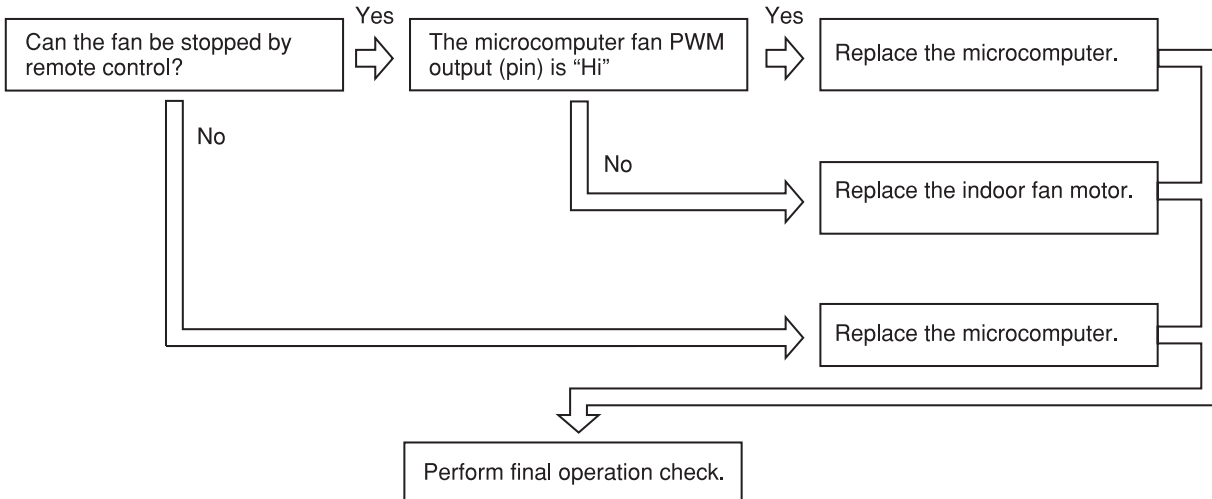 Yes
Yes
Can the fan be stopped by
remote control?
The microcomputer fan PWM
output (pin) is “Hi”
Replace the microcomputer.
No
No
Replace the indoor fan motor.
Replace the microcomputer.
Perform final operation check.